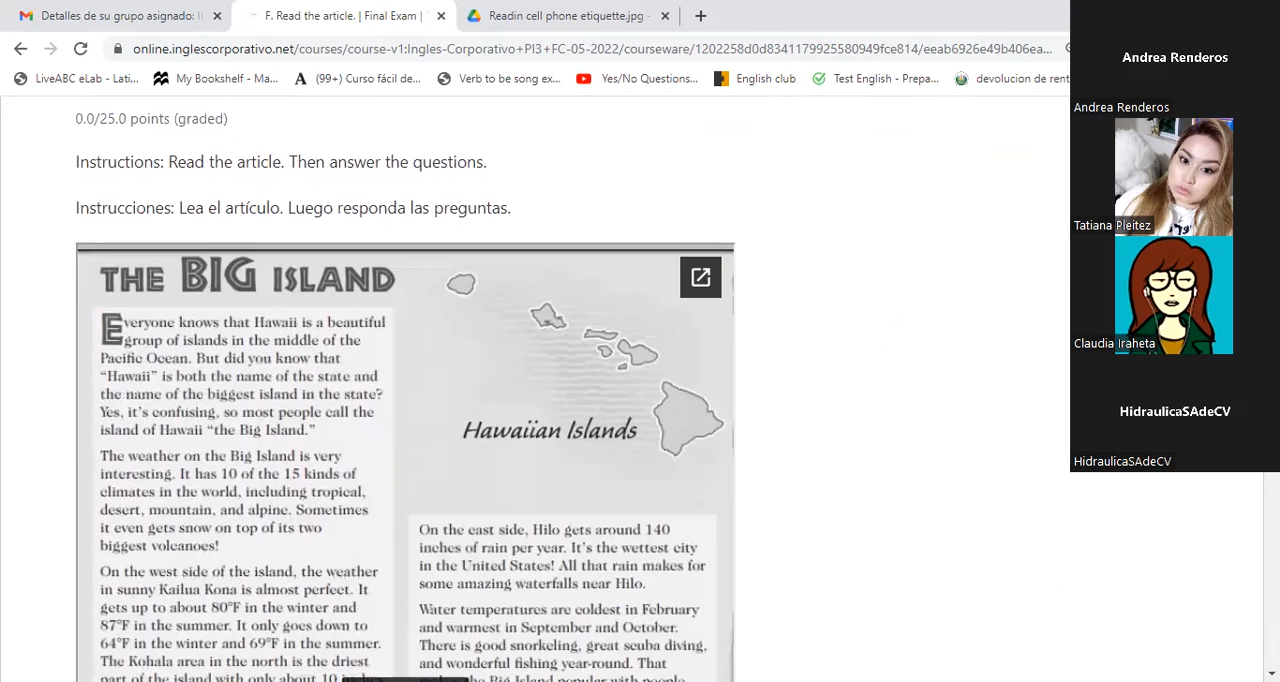 Detalles de su grupo asignado: I
F. Read the article. | Final Exam |
Readin cell phone etiquette.jpg -
online.inglescorporativo.net/courses/course-v1:Ingles-Corporativo+PI3+FC-05-2022/courseware/1202258d0d8341179925580949fce814/eeab6926e49b406ea...
LiveABC eLab - Lati...
My Bookshelf - Ma...
(99+) Curso fácil de...
Verb to be song ex...
Yes/No Questions...
English club
Test English - Prepa...
devolucion de rent
0.0/25.0 points (graded)
Instructions: Read the article. Then answer the questions.
Instrucciones: Lea el artículo. Luego responda las preguntas.
THE BIG ISLAND
Everyone knows that Hawaii is a beautiful
group of islands in the middle of the
Pacific Ocean. But did you know that
“Hawaii” is both the name of the state and
the name of the biggest island in the state?
Yes, it’s confusing, so most people call the
island of Hawaii “the Big Island.”
The weather on the Big Island is very
interesting. It has 10 of the 15 kinds of
climates in the world, including tropical,
desert, mountain, and alpine. Sometimes
it even gets snow on top of its two
biggest volcanoes!
On the west side of the island, the weather
in sunny Kailua Kona is almost perfect. It
gets up to about 80°F in the winter and
87°F in the summer. It only goes down to
64°F in the winter and 69°F in the summer.
The Kohala area in the north is the driest
part of the island with only about 10 inches
Hawaiian Islands
On the east side, Hilo gets around 140
inches of rain per year. It’s the wettest city
in the United States! All that rain makes for
some amazing waterfalls near Hilo.
Water temperatures are coldest in February
and warmest in September and October.
There is good snorkeling, great scuba diving,
and wonderful fishing year-round. That
the Big Island popular with people
Andrea Renderos
Andrea Renderos
Tatiana Pleitez
Claudia Iraheta
HidraulicaSAdeCV
HidraulicaSAdeCV